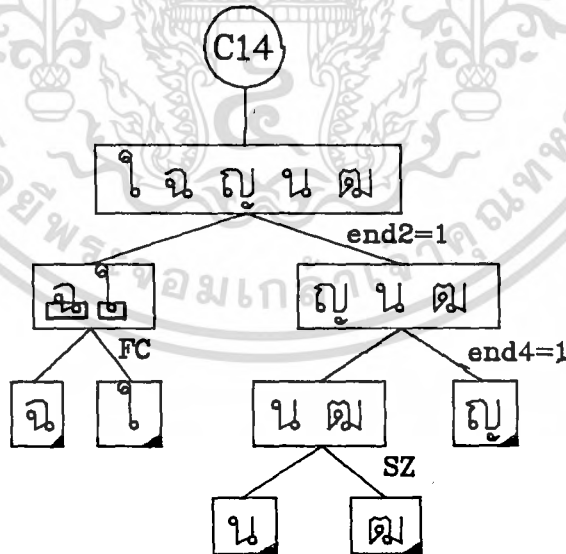 C14
ใ ฉ ญ น ฒ
end2=1
ฉ ใ
ญ น ฒ
FC
end4=1
ฉ
ใ
น ฒ
ญ
SZ
น
ฒ